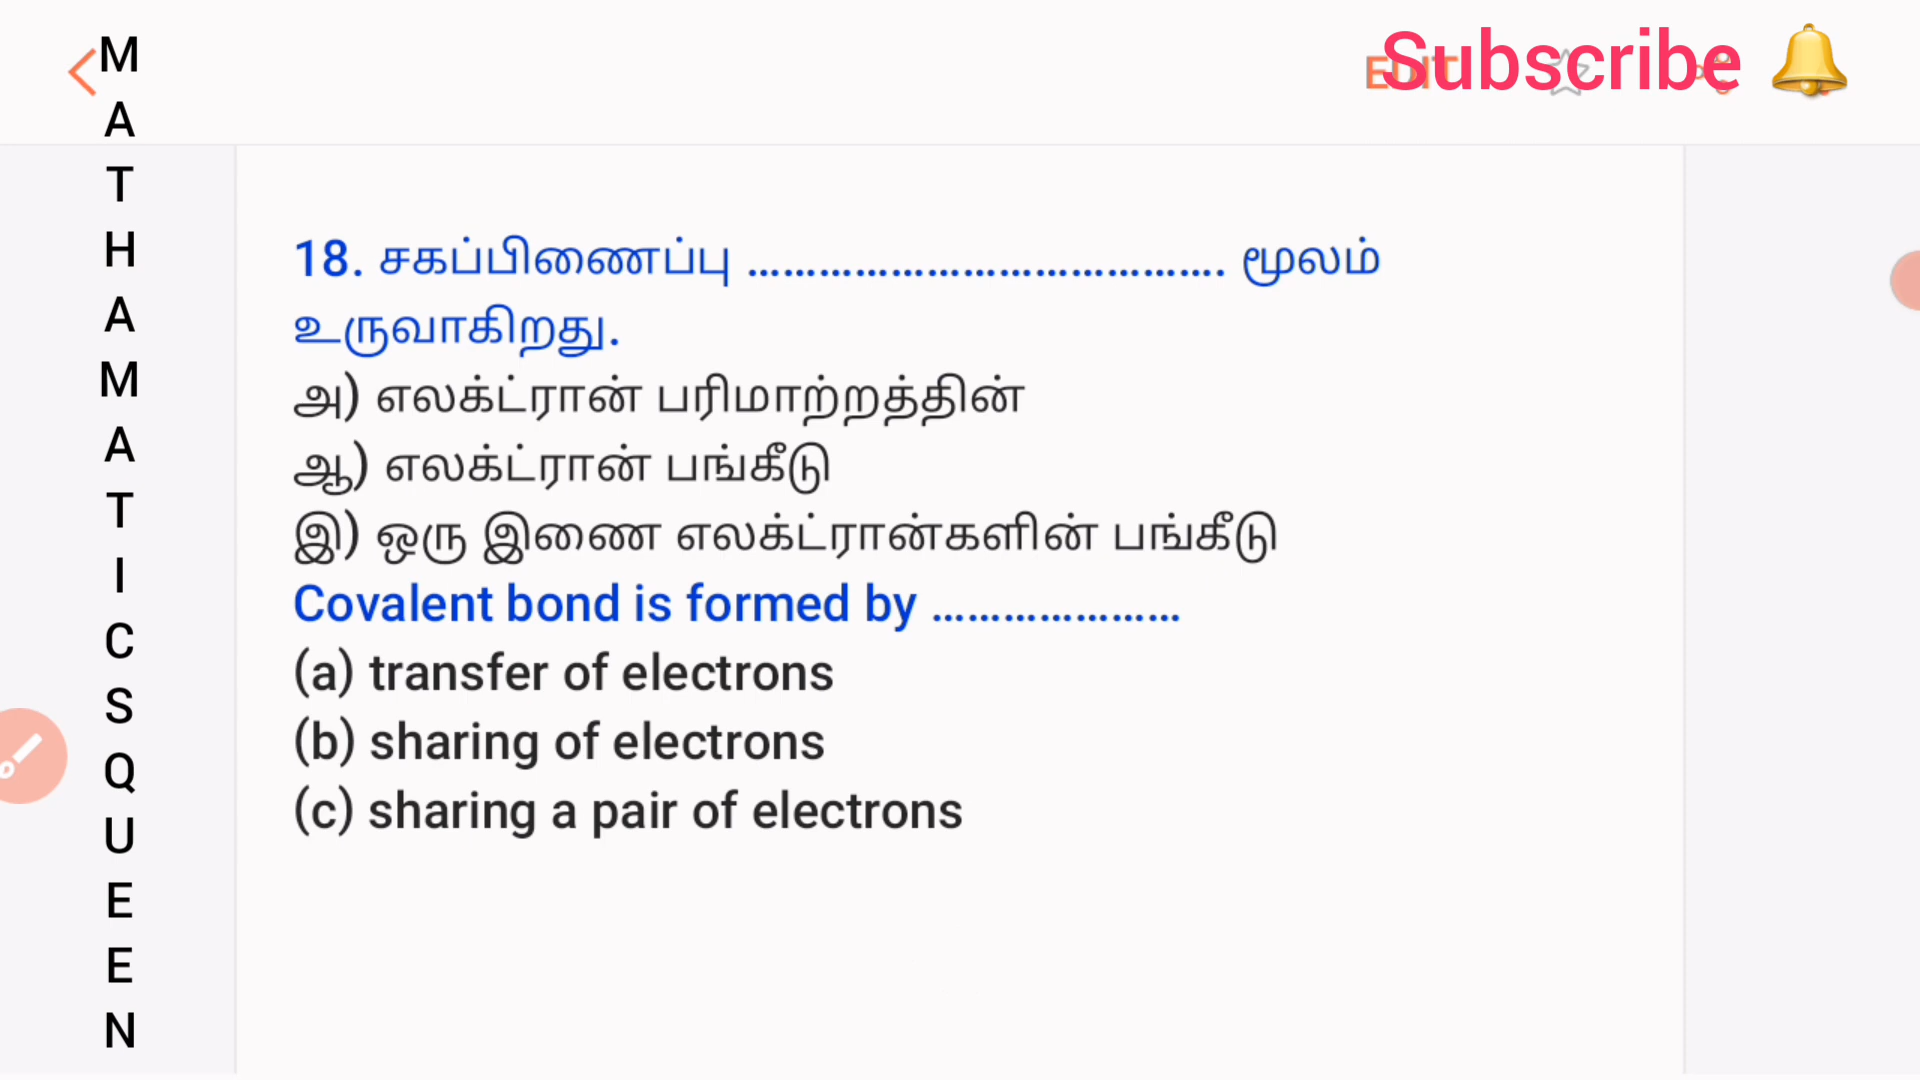 MATHAMATICSQUEEN
Subscribe
18. சகப்பிணைப்பு ............................................ மூலம்
உருவாகிறது.
அ) எலக்ட்ரான் பரிமாற்றத்தின்
ஆ) எலக்ட்ரான் பங்கீடு
இ) ஒரு இணை எலக்ட்ரான்களின் பங்கீடு
Covalent bond is formed by .....................
(a) transfer of electrons
(b) sharing of electrons
(c) sharing a pair of electrons